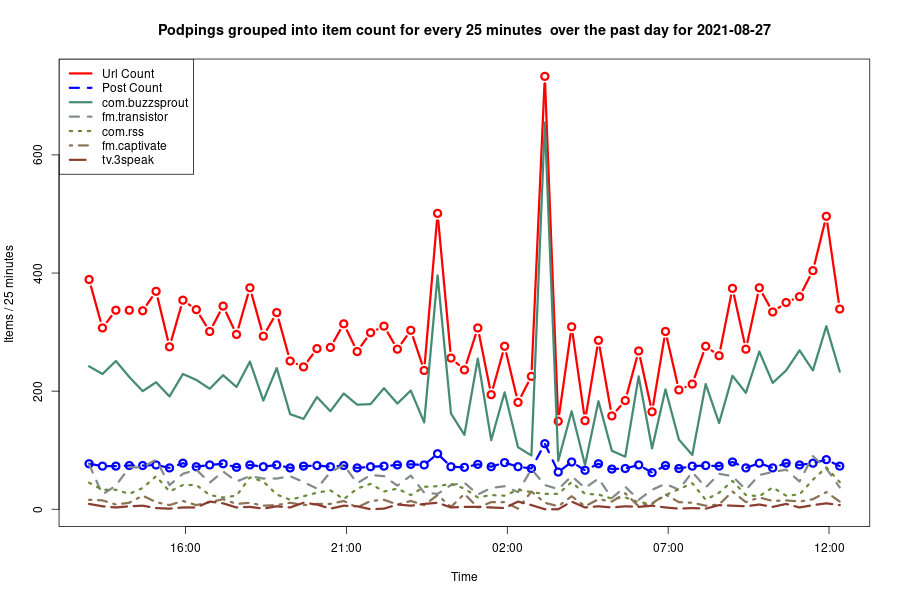 Podpings grouped into item count for every 25 minutes  over the past day for 2021-08-27
Url Count
Post Count
com.buzzsprout
fm.transistor
com.rss
fm.captivate
tv.3speak
Items / 25 minutes
600
400
200
0
16:00
21:00
02:00
07:00
12:00
Time